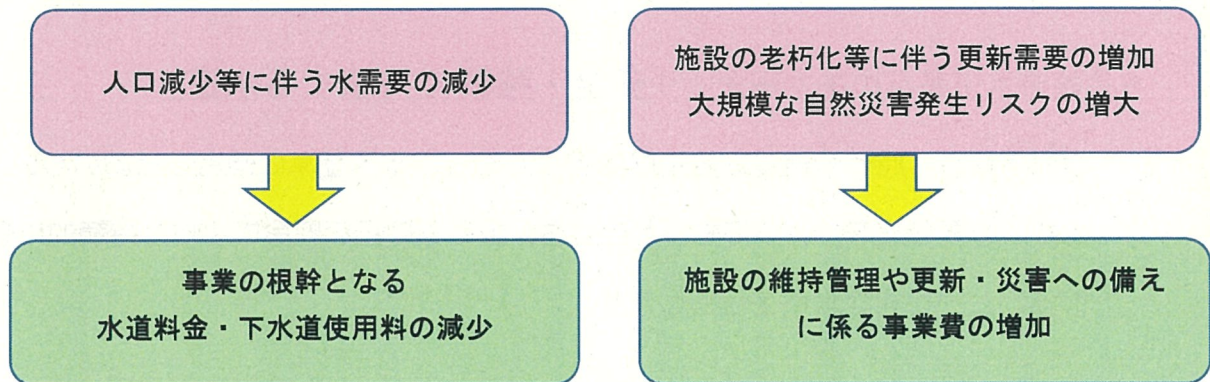 人口減少等に伴う水需要の減少
施設の老朽化等に伴う更新需要の増加
大規模な自然災害発生リスクの増大
事業の根幹となる
水道料金・下水道使用料の減少
施設の維持管理や更新・災害への備え
に係る事業費の増加